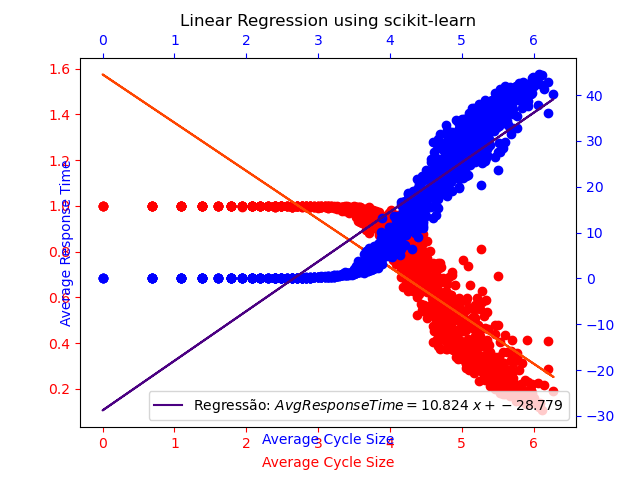 Linear Regression using scikit-learn
0 1 2 3 4 5 6
1.6
1.4
1.2
1.0
0.8
0.6
0.4
0.2
Average Response Time
40
30
20
10
0
−10
−20
−30
Regressão: AvgResponseTime = 10.824 x + − 28.779
0 1 2 3 4 5 6
Average Cycle Size
Average Cycle Size